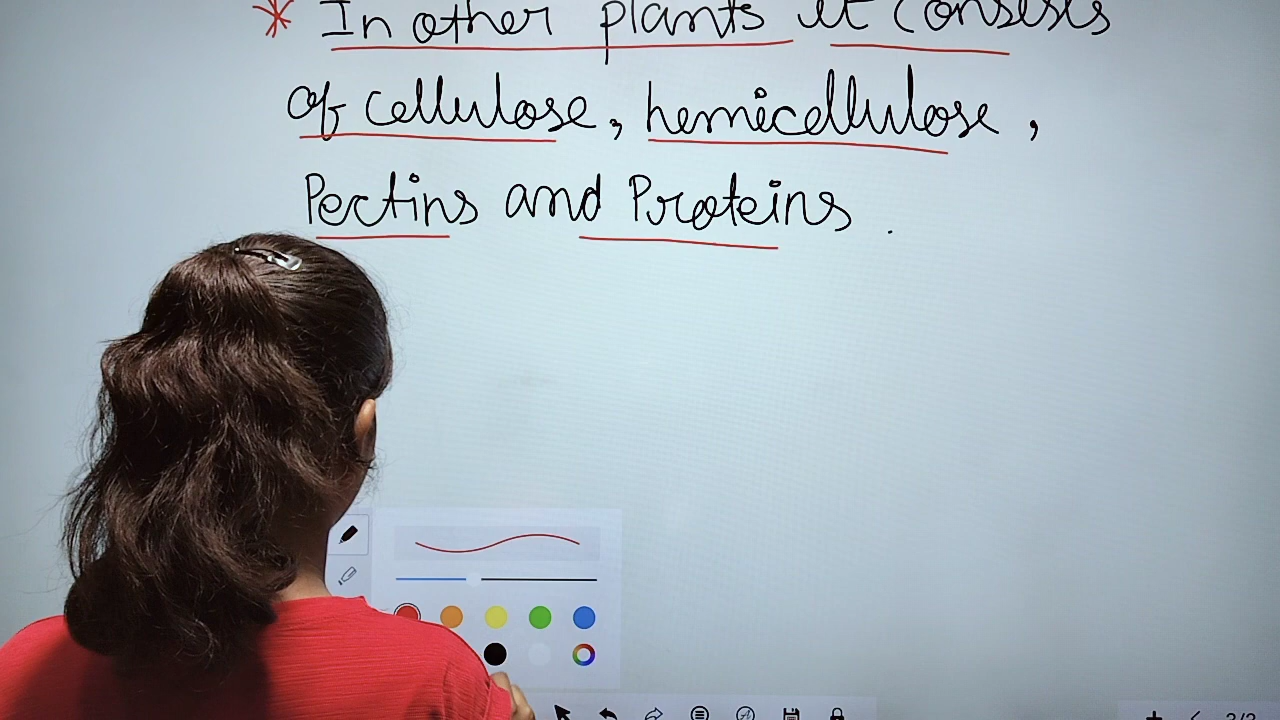 * In other plants it consists
of cellulose, hemicellulose,
Pectins and Proteins.